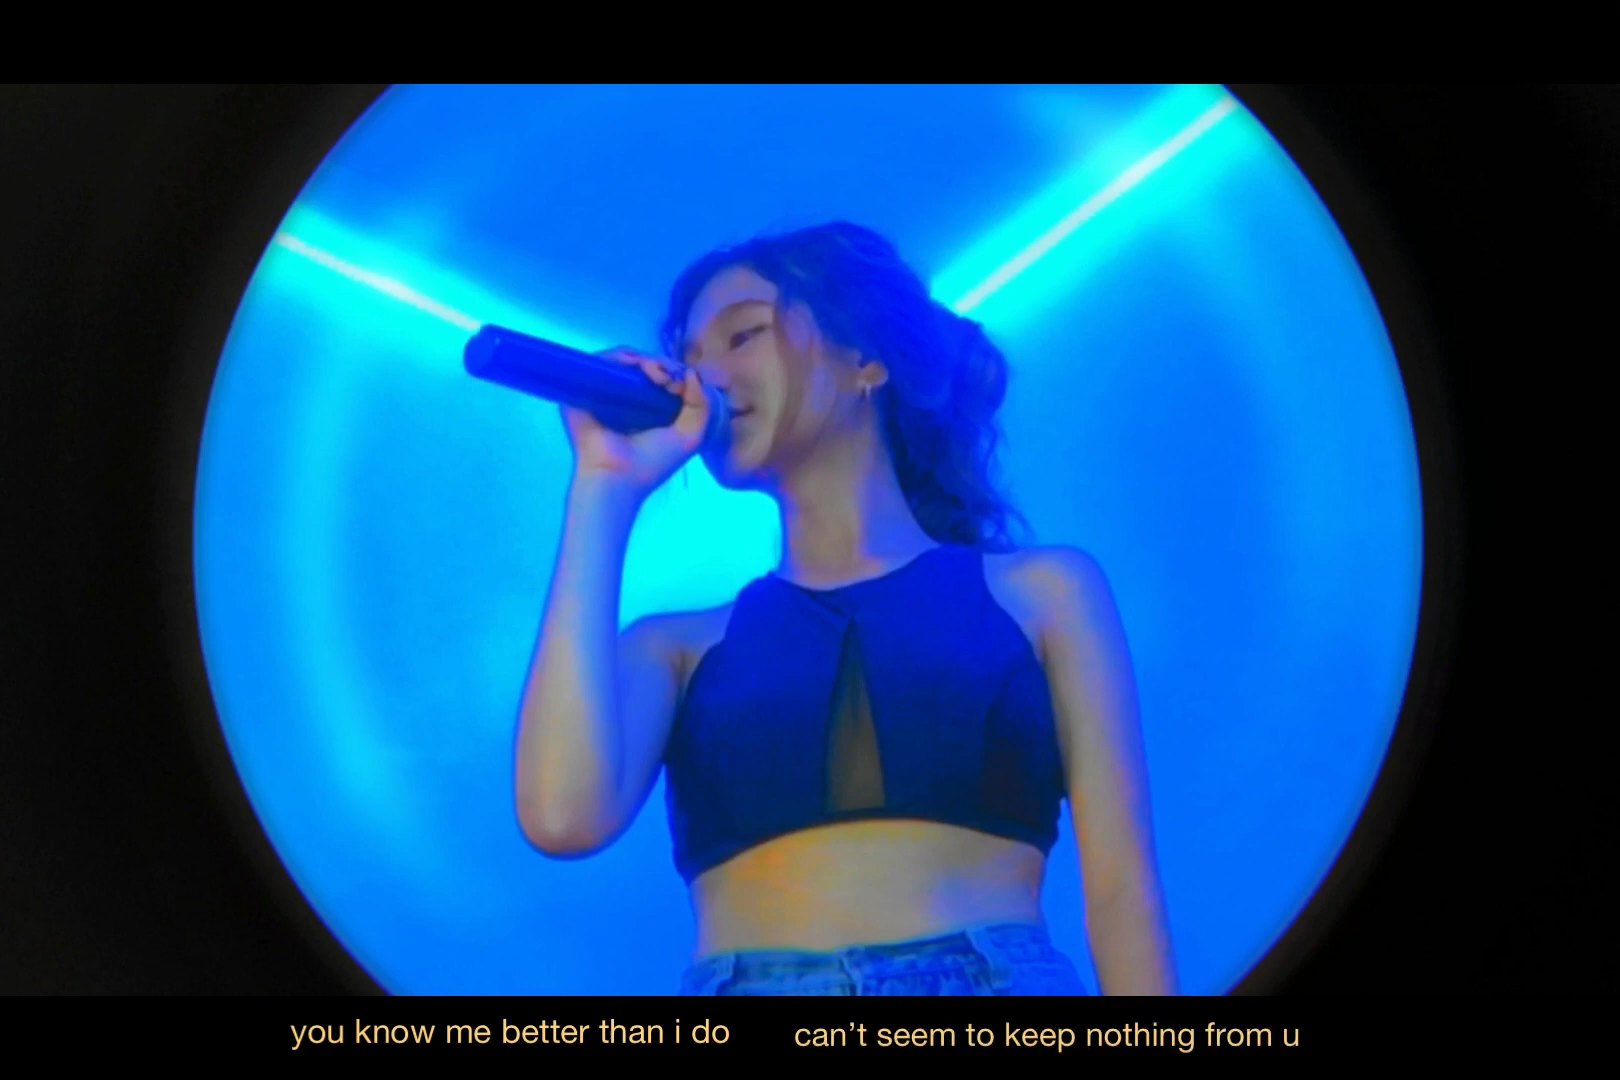 you know me better than i do
can’t seem to keep nothing from u